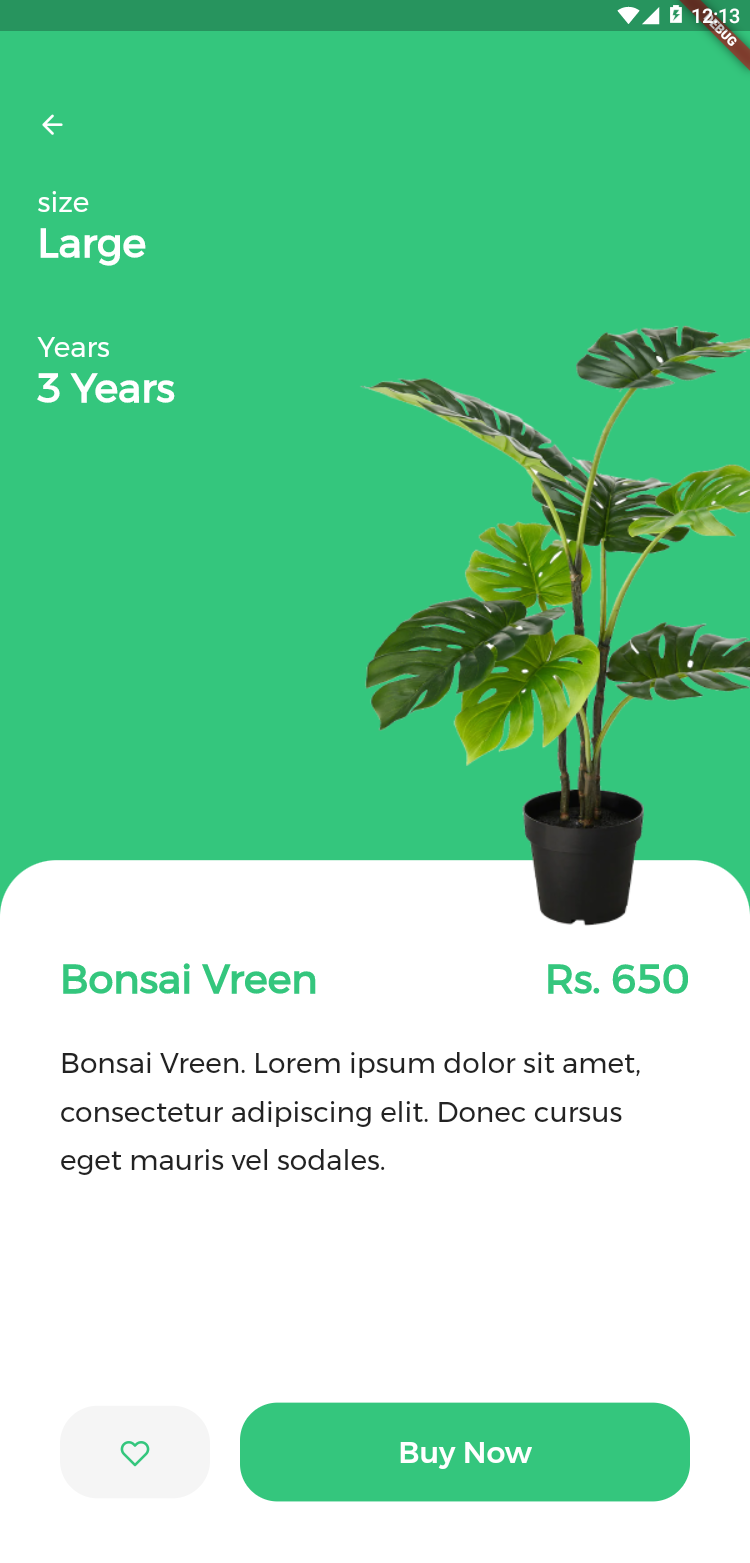 12:13
DEBUG
size
Large
Years
3 Years
Bonsai Vreen
Rs. 650
Bonsai Vreen. Lorem ipsum dolor sit amet,
consectetur adipiscing elit. Donec cursus
eget mauris vel sodales.
Buy Now